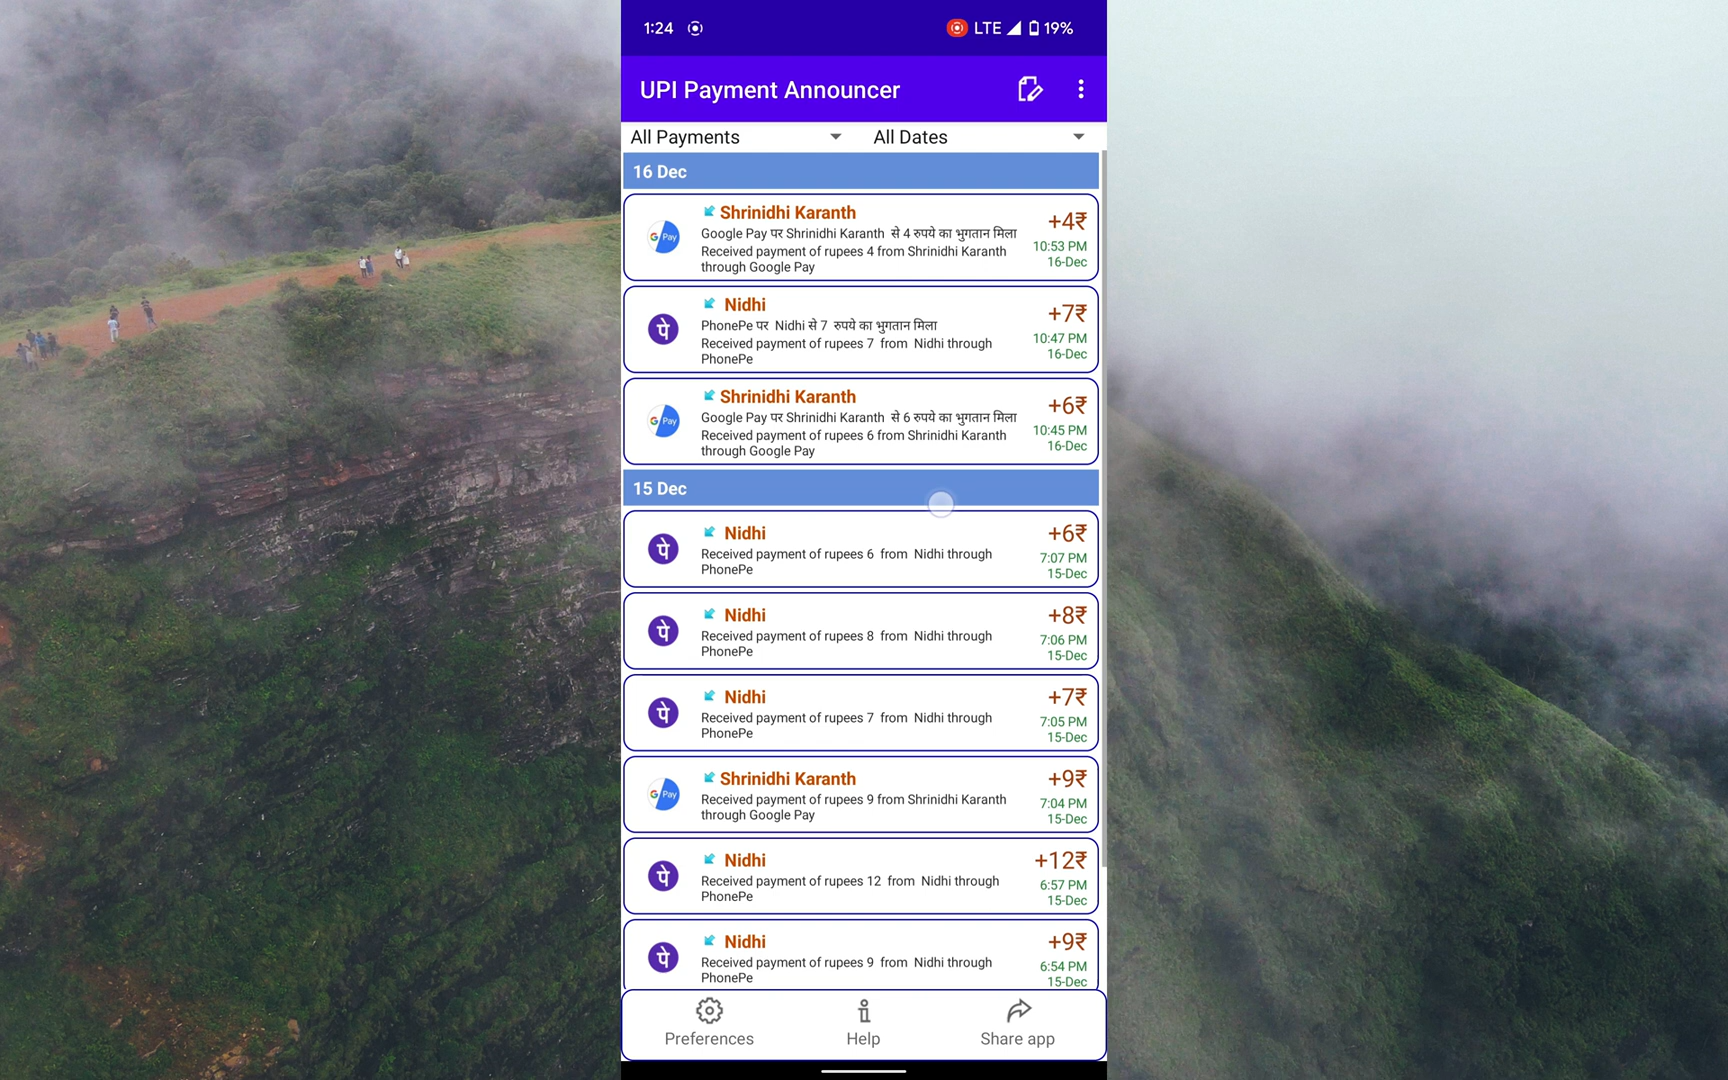 1:24 LTE 19%
UPI Payment Announcer
All Payments All Dates
16 Dec
Shrinidhi Karanth +4₹
Google Pay पर Shrinidhi Karanth से 4 रुपये का भुगतान मिला
Received payment of rupees 4 from Shrinidhi Karanth
through Google Pay
10:53 PM
16-Dec
G Pay
Nidhi +7₹
PhonePe पर Nidhi से 7 रुपये का भुगतान मिला
Received payment of rupees 7 from Nidhi through
PhonePe
10:47 PM
16-Dec
पे
Shrinidhi Karanth +6₹
Google Pay पर Shrinidhi Karanth से 6 रुपये का भुगतान मिला
Received payment of rupees 6 from Shrinidhi Karanth
through Google Pay
10:45 PM
16-Dec
G Pay
15 Dec
Nidhi +6₹
Received payment of rupees 6 from Nidhi through
PhonePe
7:07 PM
15-Dec
पे
Nidhi +8₹
Received payment of rupees 8 from Nidhi through
PhonePe
7:06 PM
15-Dec
पे
Nidhi +7₹
Received payment of rupees 7 from Nidhi through
PhonePe
7:05 PM
15-Dec
पे
Shrinidhi Karanth +9₹
Received payment of rupees 9 from Shrinidhi Karanth
through Google Pay
7:04 PM
15-Dec
G Pay
Nidhi +12₹
Received payment of rupees 12 from Nidhi through
PhonePe
6:57 PM
15-Dec
पे
Nidhi +9₹
Received payment of rupees 9 from Nidhi through
PhonePe
6:54 PM
15-Dec
पे
Preferences Help Share app